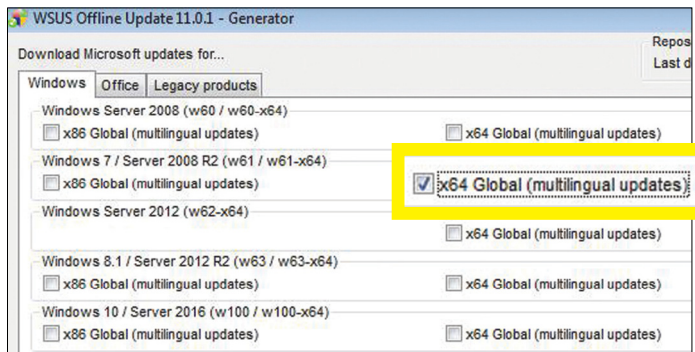 WSUS Offline Update 11.0.1 - Generator
Download Microsoft updates for...
Repos
Last d
Windows Office Legacy products
Windows Server 2008 (w60 / w60-x64)
x86 Global (multilingual updates) x64 Global (multilingual updates)
Windows 7 / Server 2008 R2 (w61 / w61-x64)
x86 Global (multilingual updates) x64 Global (multilingual updates)
Windows Server 2012 (w62-x64)
x64 Global (multilingual updates)
Windows 8.1 / Server 2012 R2 (w63 / w63-x64)
x86 Global (multilingual updates) x64 Global (multilingual updates)
Windows 10 / Server 2016 (w100 / w100-x64)
x86 Global (multilingual updates) x64 Global (multilingual updates)